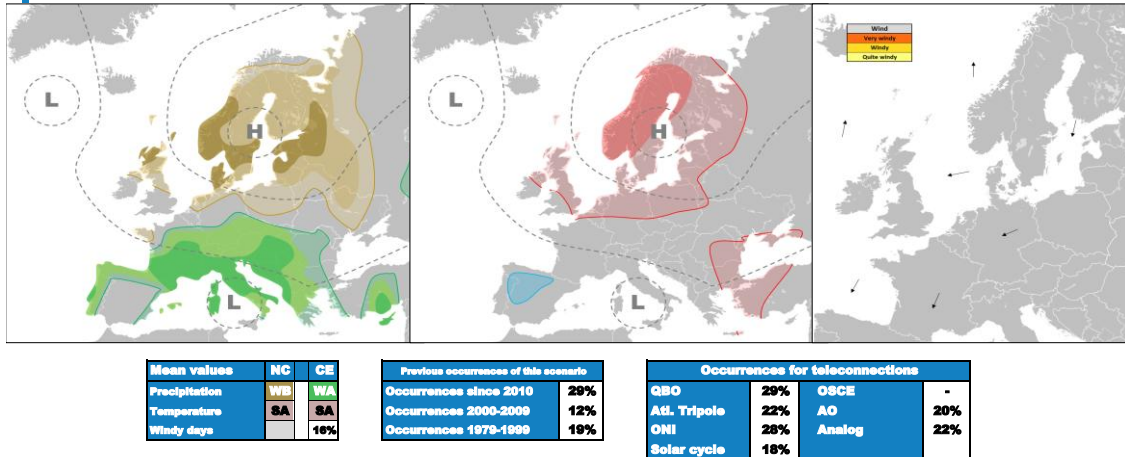 L
H
L
H
L
Wind
Very windy
Windy
Quite windy
Mean values NC CE
Precipitation WB WA
Temperature SA SA
Windy days 16%
Previous occurrences of this scenario
Occurrences since 2010 29%
Occurrences 2000-2009 12%
Occurrences 1979-1999 19%
Occurrences for teleconnections
QBO 29% OSCE -
Atl. Tripole 22% AO 20%
ONI 28% Analog 22%
Solar cycle 18%